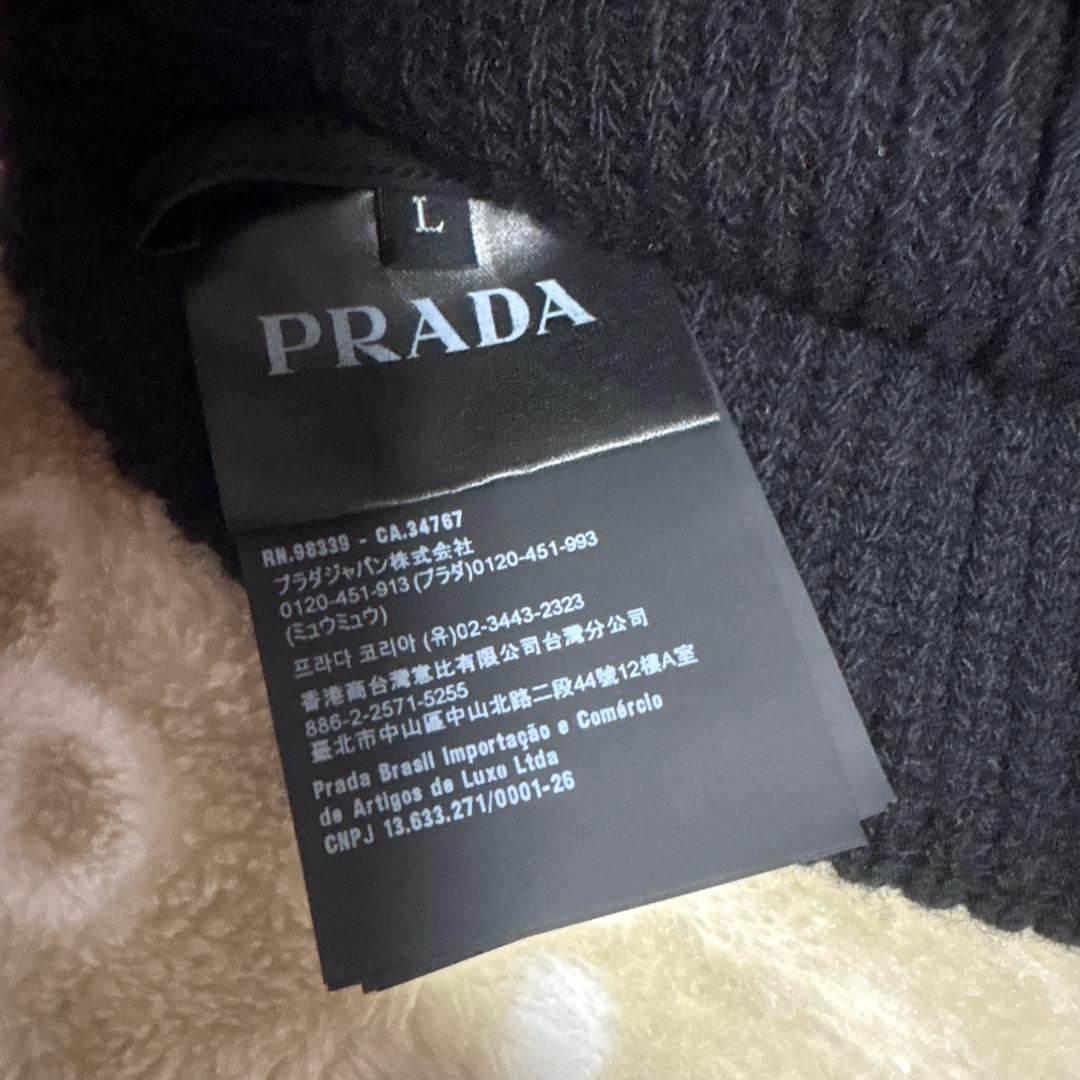 L
PRADA
RN.98339 - CA.34767
プラダジャパン株式会社
0120-451-913 (プラダ)0120-451-993
(ミュウミュウ)
프라다 코리아 (유)02-3443-2323
香港商台灣寋比有限公司台灣分公司
886-2-2571-5255
臺北市中山區中山北路二段44號12樓A室
Prada Brasil Importação e Comércio
de Artigos de Luxo Ltda
CNPJ 13.633.271/0001-26